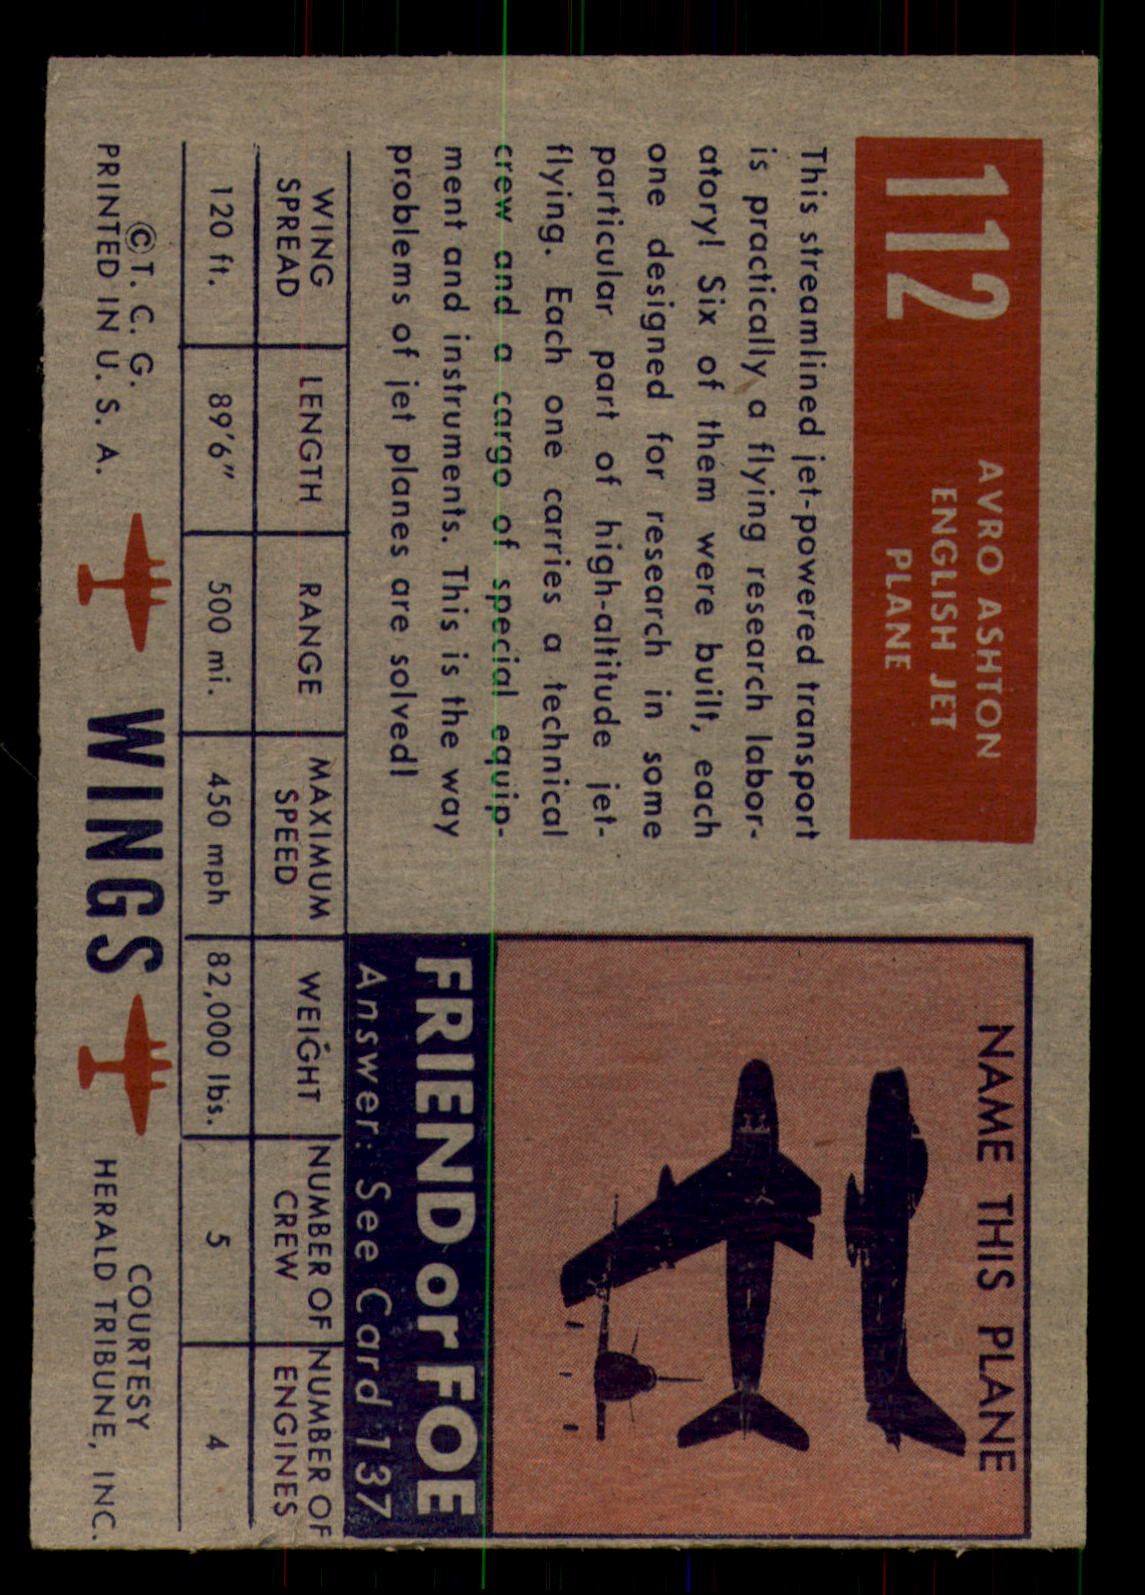 112
AVRO ASHTON
ENGLISH JET
PLANE
This streamlined jet-powered transport
is practically a flying research labor-
atory! Six of them were built, each
one designed for research in some
particular part of high-altitude jet-
flying. Each one carries a technical
crew and a cargo of special equip-
ment and instruments. This is the way
problems of jet planes are solved!
NAME THIS PLANE
FRIEND or FOE
Answer: See Card 137
WING SPREAD LENGTH RANGE MAXIMUM SPEED WEIGHT NUMBER OF CREW NUMBER OF ENGINES
120 ft. 89'6" 500 mi. 450 mph 82,000 lbs. 5 4
©T. C. G.
PRINTED IN U. S. A.
WINGS
COURTESY
HERALD TRIBUNE, INC.